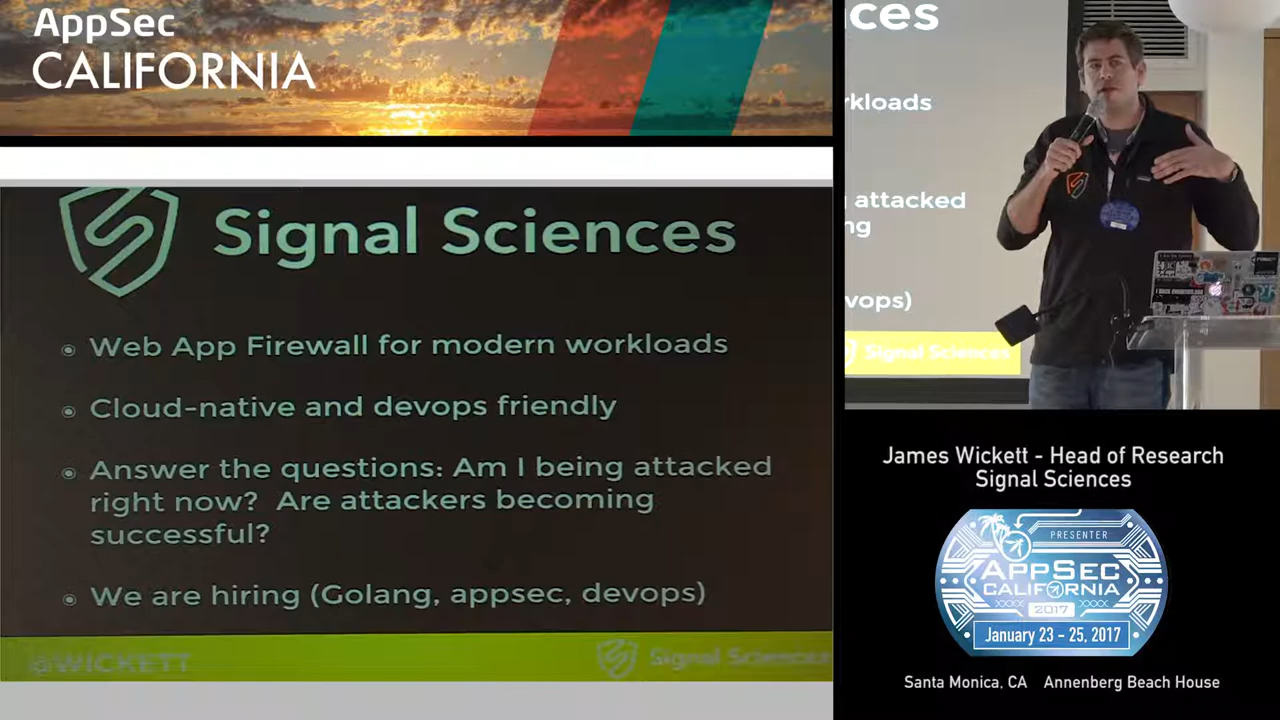 AppSec
CALIFORNIA
Signal Sciences
Web App Firewall for modern workloads
Cloud-native and devops friendly
Answer the questions: Am I being attacked
right now? Are attackers becoming
successful?
We are hiring (Golang, appsec, devops)
@WICKETT
Signal Sciences
ces
rkloads
attacked
ng
vops)
Signal Sciences
James Wickett - Head of Research
Signal Sciences
PRESENTER
APPSEC
CALIFORNIA
2017
January 23 - 25, 2017
Santa Monica, CA Annenberg Beach House